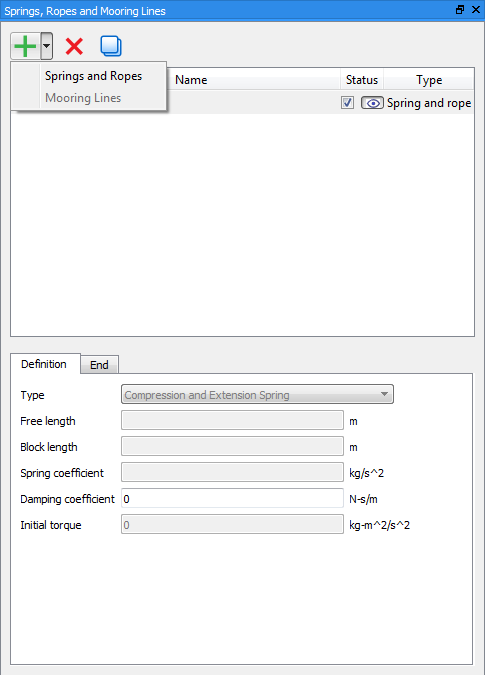 Springs, Ropes and Mooring Lines
Springs and Ropes
Mooring Lines
Name Status Type
Spring and rope
Definition End
Type Compression and Extension Spring
Free length m
Block length m
Spring coefficient kg/s^2
Damping coefficient 0 N-s/m
Initial torque 0 kg-m^2/s^2